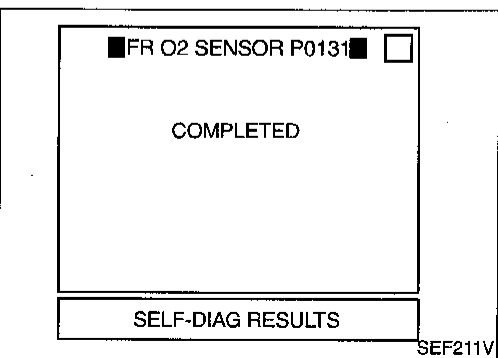 FR O2 SENSOR P0131
COMPLETED
SELF-DIAG RESULTS
SEF211V